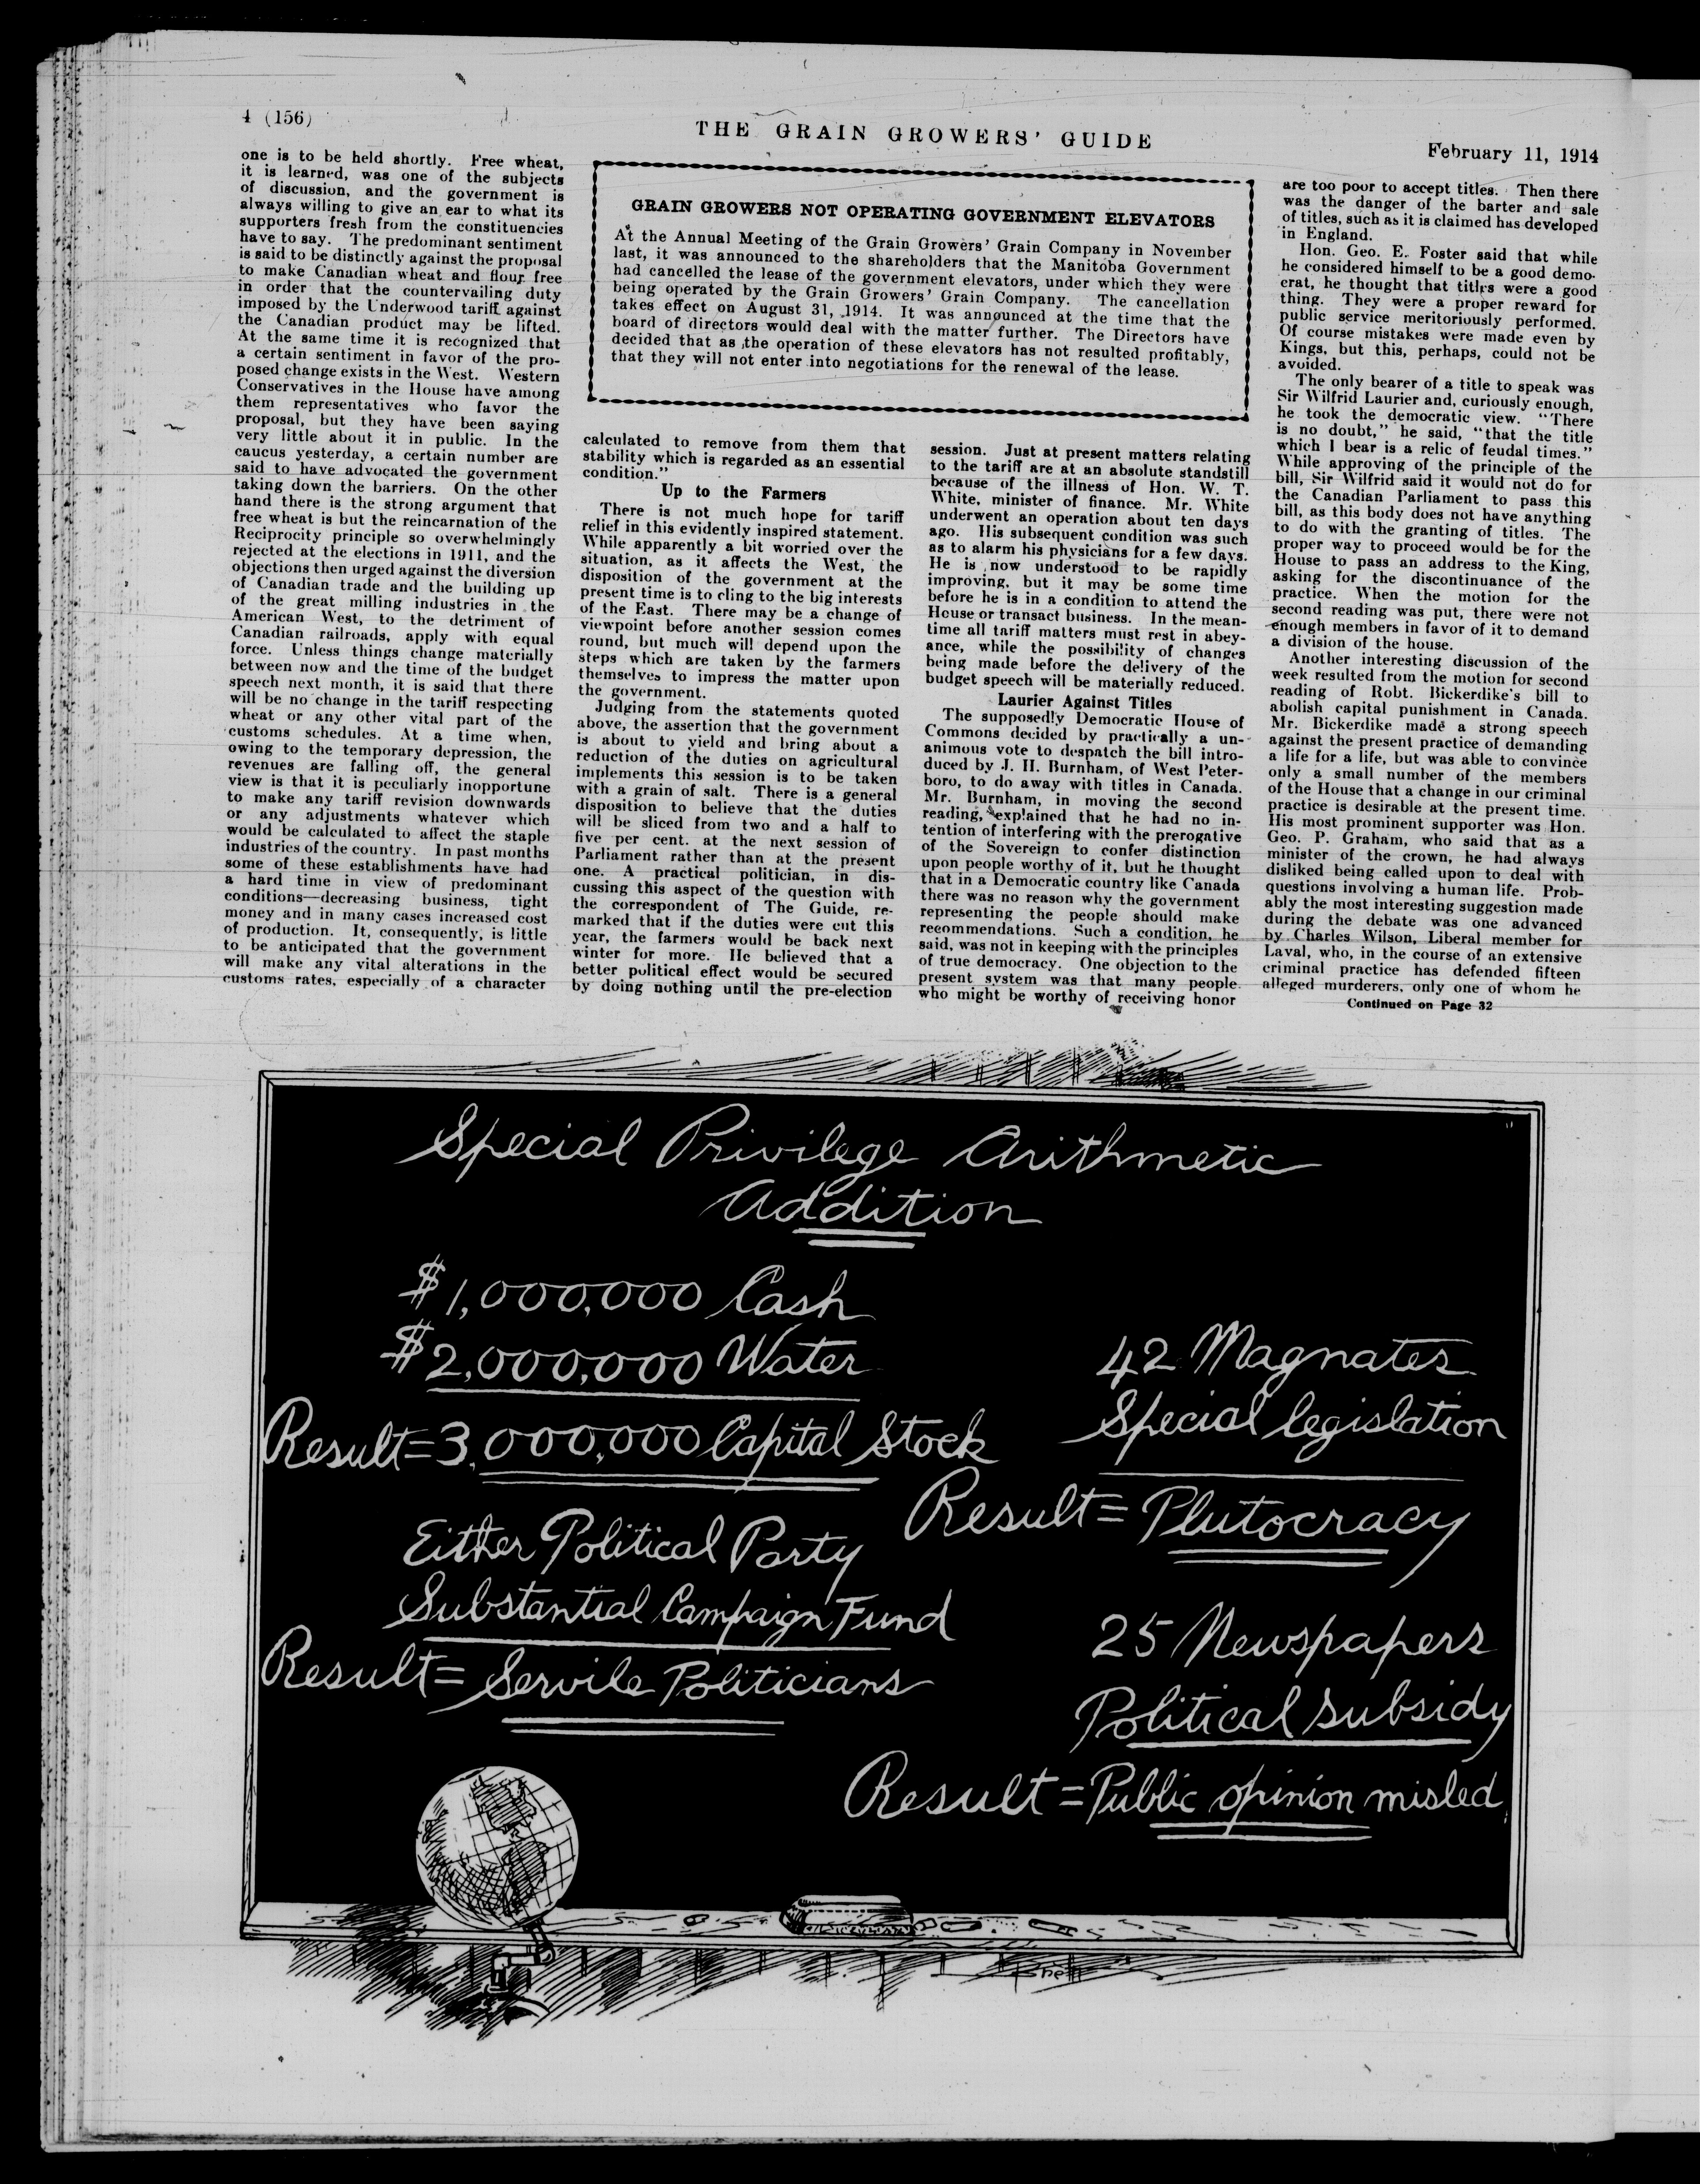 4 (156)
THE GRAIN GROWERS' GUIDE
February 11, 1914
one is to be held shortly. Free wheat,
it is learned, was one of the subjects
of discussion, and the government is
always willing to give an ear to what its
supporters fresh from the constituencies
have to say. The predominant sentiment
is said to be distinctly against the proposal
to make Canadian wheat and flour free
in order that the countervailing duty
imposed by the Underwood tariff against
the Canadian product may be lifted.
At the same time it is recognized that
a certain sentiment in favor of the pro-
posed change exists in the West. Western
Conservatives in the House have among
them representatives who favor the
proposal, but they have been saying
very little about it in public. In the
caucus yesterday, a certain number are
said to have advocated the government
taking down the barriers. On the other
hand there is the strong argument that
free wheat is but the reincarnation of the
Reciprocity principle so overwhelmingly
rejected at the elections in 1911, and the
objections then urged against the diversion
of Canadian trade and the building up
of the great milling industries in the
American West, to the detriment of
Canadian railroads, apply with equal
force. Unless things change materially
between now and the time of the budget
speech next month, it is said that there
will be no change in the tariff respecting
wheat or any other vital part of the
customs schedules. At a time when,
owing to the temporary depression, the
revenues are falling off, the general
view is that it is peculiarly inopportune
to make any tariff revision downwards
or any adjustments whatever which
would be calculated to affect the staple
industries of the country. In past months
some of these establishments have had
a hard time in view of predominant
conditions—decreasing business, tight
money and in many cases increased cost
of production. It, consequently, is little
to be anticipated that the government
will make any vital alterations in the
customs rates, especially of a character
GRAIN GROWERS NOT OPERATING GOVERNMENT ELEVATORS
At the Annual Meeting of the Grain Growers' Grain Company in November
last, it was announced to the shareholders that the Manitoba Government
had cancelled the lease of the government elevators, under which they were
being operated by the Grain Growers' Grain Company. The cancellation
takes effect on August 31, 1914. It was announced at the time that the
board of directors would deal with the matter further. The Directors have
decided that as the operation of these elevators has not resulted profitably,
that they will not enter into negotiations for the renewal of the lease.
calculated to remove from them that
stability which is regarded as an essential
condition."
Up to the Farmers
There is not much hope for tariff
relief in this evidently inspired statement.
While apparently a bit worried over the
situation, as it affects the West, the
disposition of the government at the
present time is to cling to the big interests
of the East. There may be a change of
viewpoint before another session comes
round, but much will depend upon the
steps which are taken by the farmers
themselves to impress the matter upon
the government.
Judging from the statements quoted
above, the assertion that the government
is about to yield and bring about a
reduction of the duties on agricultural
implements this session is to be taken
with a grain of salt. There is a general
disposition to believe that the duties
will be sliced from two and a half to
five per cent. at the next session of
Parliament rather than at the present
one. A practical politician, in dis-
cussing this aspect of the question with
the correspondent of The Guide, re-
marked that if the duties were cut this
year, the farmers would be back next
winter for more. He believed that a
better political effect would be secured
by doing nothing until the pre-election
session. Just at present matters relating
to the tariff are at an absolute standstill
because of the illness of Hon. W. T.
White, minister of finance. Mr. White
underwent an operation about ten days
ago. His subsequent condition was such
as to alarm his physicians for a few days.
He is now understood to be rapidly
improving, but it may be some time
before he is in a condition to attend the
House or transact business. In the mean-
time all tariff matters must rest in abey-
ance, while the possibility of changes
being made before the delivery of the
budget speech will be materially reduced.
Laurier Against Titles
The supposedly Democratic House of
Commons decided by practically a un-
animous vote to despatch the bill intro-
duced by J. H. Burnham, of West Peter-
boro, to do away with titles in Canada.
Mr. Burnham, in moving the second
reading, explained that he had no in-
tention of interfering with the prerogative
of the Sovereign to confer distinction
upon people worthy of it, but he thought
that in a Democratic country like Canada
there was no reason why the government
representing the people should make
recommendations. Such a condition, he
said, was not in keeping with the principles
of true democracy. One objection to the
present system was that many people
who might be worthy of receiving honor
are too poor to accept titles. Then there
was the danger of the barter and sale
of titles, such as it is claimed has developed
in England.
Hon. Geo. E. Foster said that while
he considered himself to be a good demo-
crat, he thought that titles were a good
thing. They were a proper reward for
public service meritoriously performed.
Of course mistakes were made even by
Kings, but this, perhaps, could not be
avoided.
The only bearer of a title to speak was
Sir Wilfrid Laurier and, curiously enough,
he took the democratic view. "There
is no doubt," he said, "that the title
which I bear is a relic of feudal times."
While approving of the principle of the
bill, Sir Wilfrid said it would not do for
the Canadian Parliament to pass this
bill, as this body does not have anything
to do with the granting of titles. The
proper way to proceed would be for the
House to pass an address to the King,
asking for the discontinuance of the
practice. When the motion for the
second reading was put, there were not
enough members in favor of it to demand
a division of the house.
Another interesting discussion of the
week resulted from the motion for second
reading of Robt. Bickerdike's bill to
abolish capital punishment in Canada.
Mr. Bickerdike made a strong speech
against the present practice of demanding
a life for a life, but was able to convince
only a small number of the members
of the House that a change in our criminal
practice is desirable at the present time.
His most prominent supporter was Hon.
Geo. P. Graham, who said that as a
minister of the crown, he had always
disliked being called upon to deal with
questions involving a human life. Prob-
ably the most interesting suggestion made
during the debate was one advanced
by Charles Wilson, Liberal member for
Laval, who, in the course of an extensive
criminal practice has defended fifteen
alleged murderers, only one of whom he
Continued on Page 32
Special Privilege Arithmetic
Addition
$1,000,000 Cash
$2,000,000 Water
Result=3,000,000 Capital Stock
Either Political Party
Substantial Campaign Fund
Result= Servile Politicians
42 Magnates
Special legislation
Result= Plutocracy
25 Newspapers
Political subsidy
Result=Public opinion misled